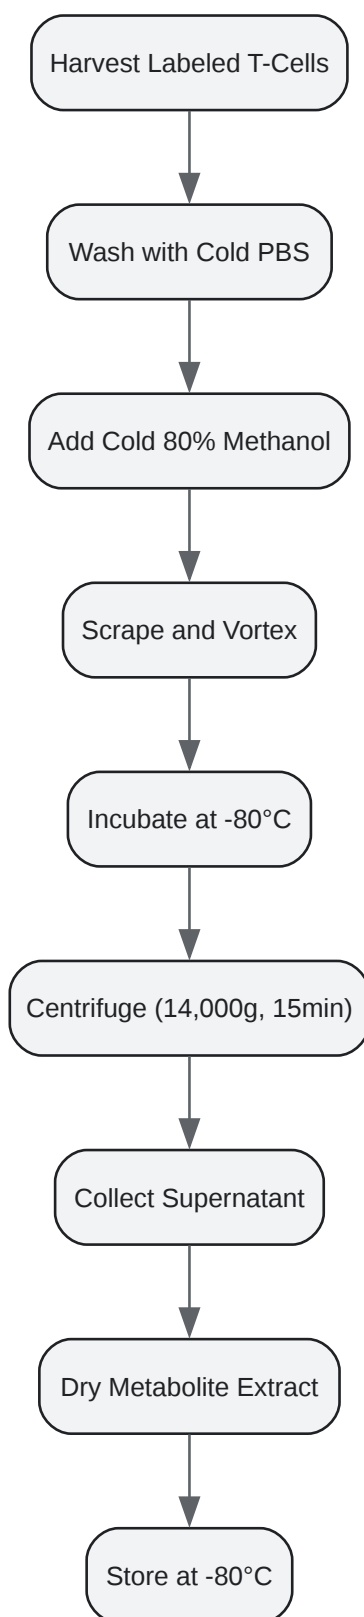 Harvest Labeled T-Cells
Wash with Cold PBS
Add Cold 80% Methanol
Scrape and Vortex
Incubate at -80°C
Centrifuge (14,000g, 15min)
Collect Supernatant
Dry Metabolite Extract
Store at -80°C